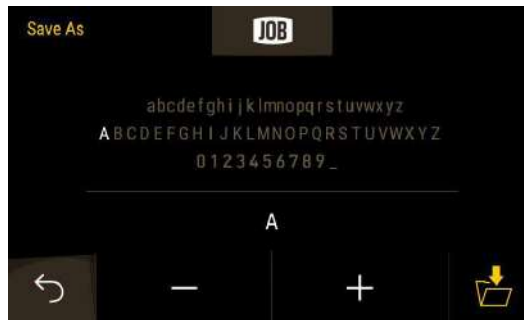 Save As
JOB
abcdefghijklmnopqrstuvwxyz
ABCDEFGHIJKLMNOPQRSTUVWXYZ
0123456789_
A